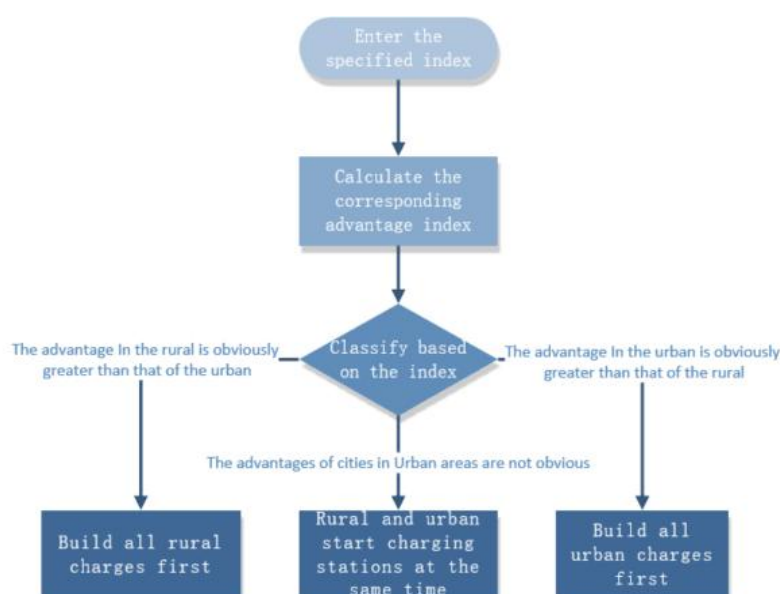 Enter the
specified index
Calculate the
corresponding
advantage index
Classify based
on the index
The advantage In the rural is obviously
greater than that of the urban
The advantage In the urban is obviously
greater than that of the rural
The advantages of cities in Urban areas are not obvious
Build all rural
charges first
Rural and urban
start charging
stations at the
same time
Build all
urban charges
first